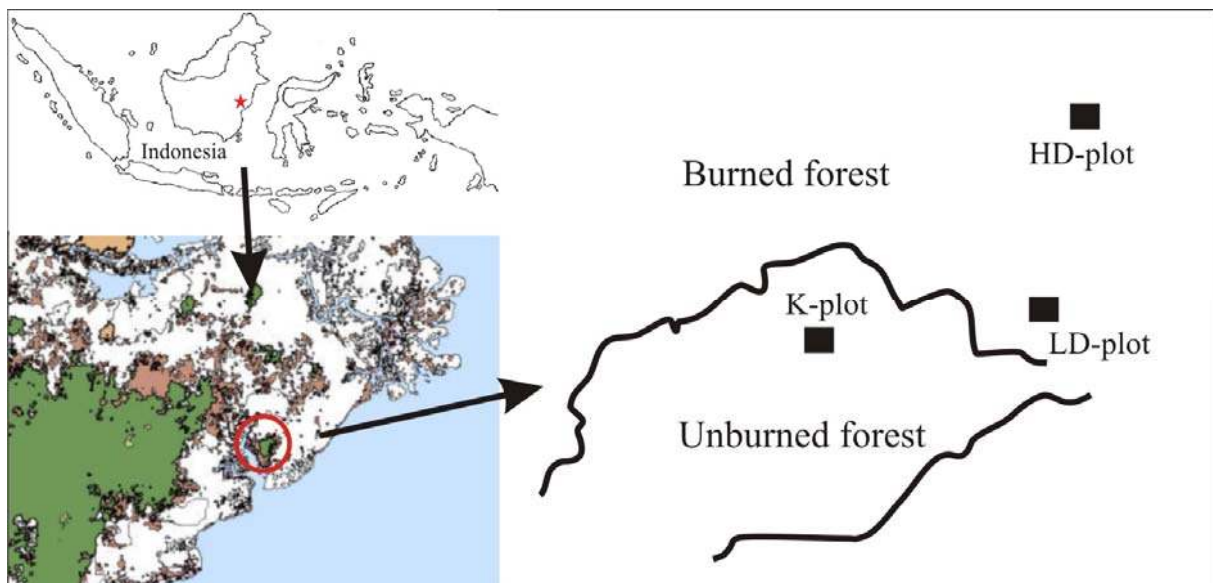 Indonesia
Burned forest
HD-plot
K-plot
LD-plot
Unburned forest